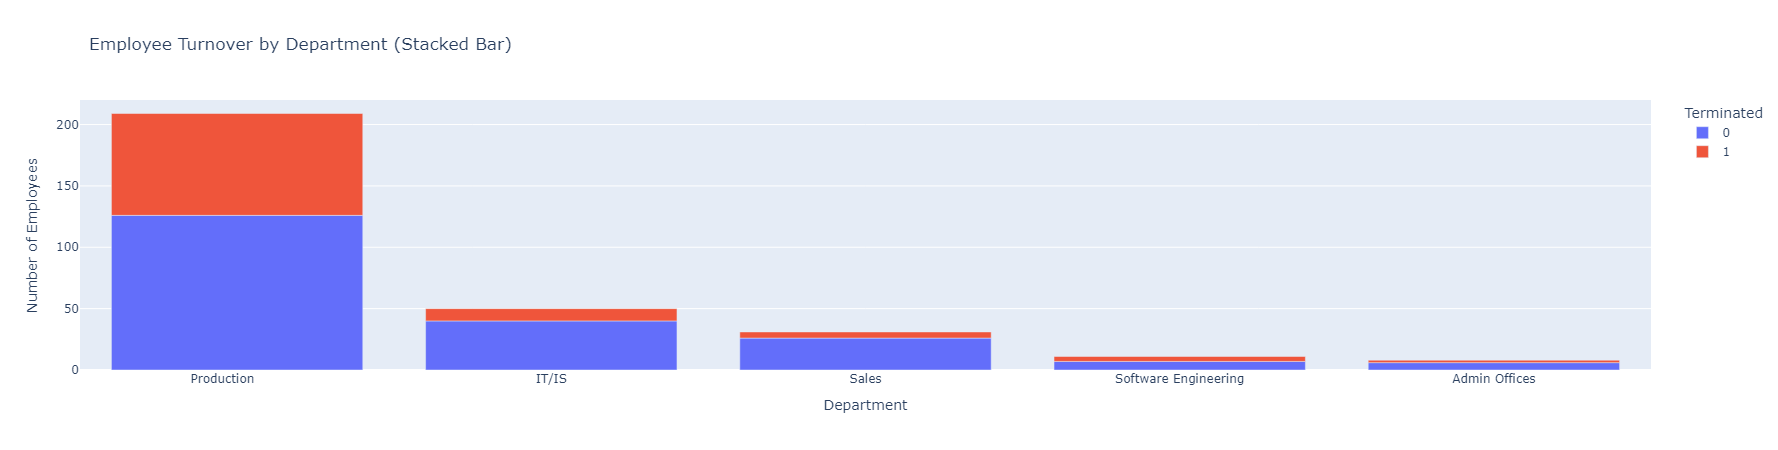 Employee Turnover by Department (Stacked Bar)
Terminated
0
1
Number of Employees
200
150
100
50
0
Production
IT/IS
Sales
Software Engineering
Admin Offices
Department